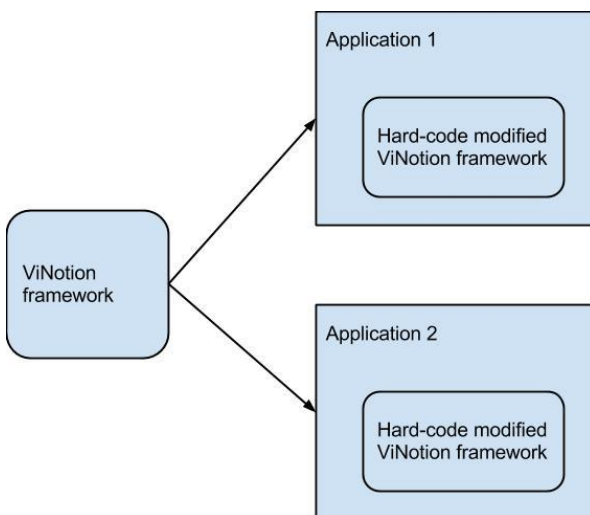 Application 1
Hard-code modified
ViNotion framework
ViNotion
framework
Application 2
Hard-code modified
ViNotion framework